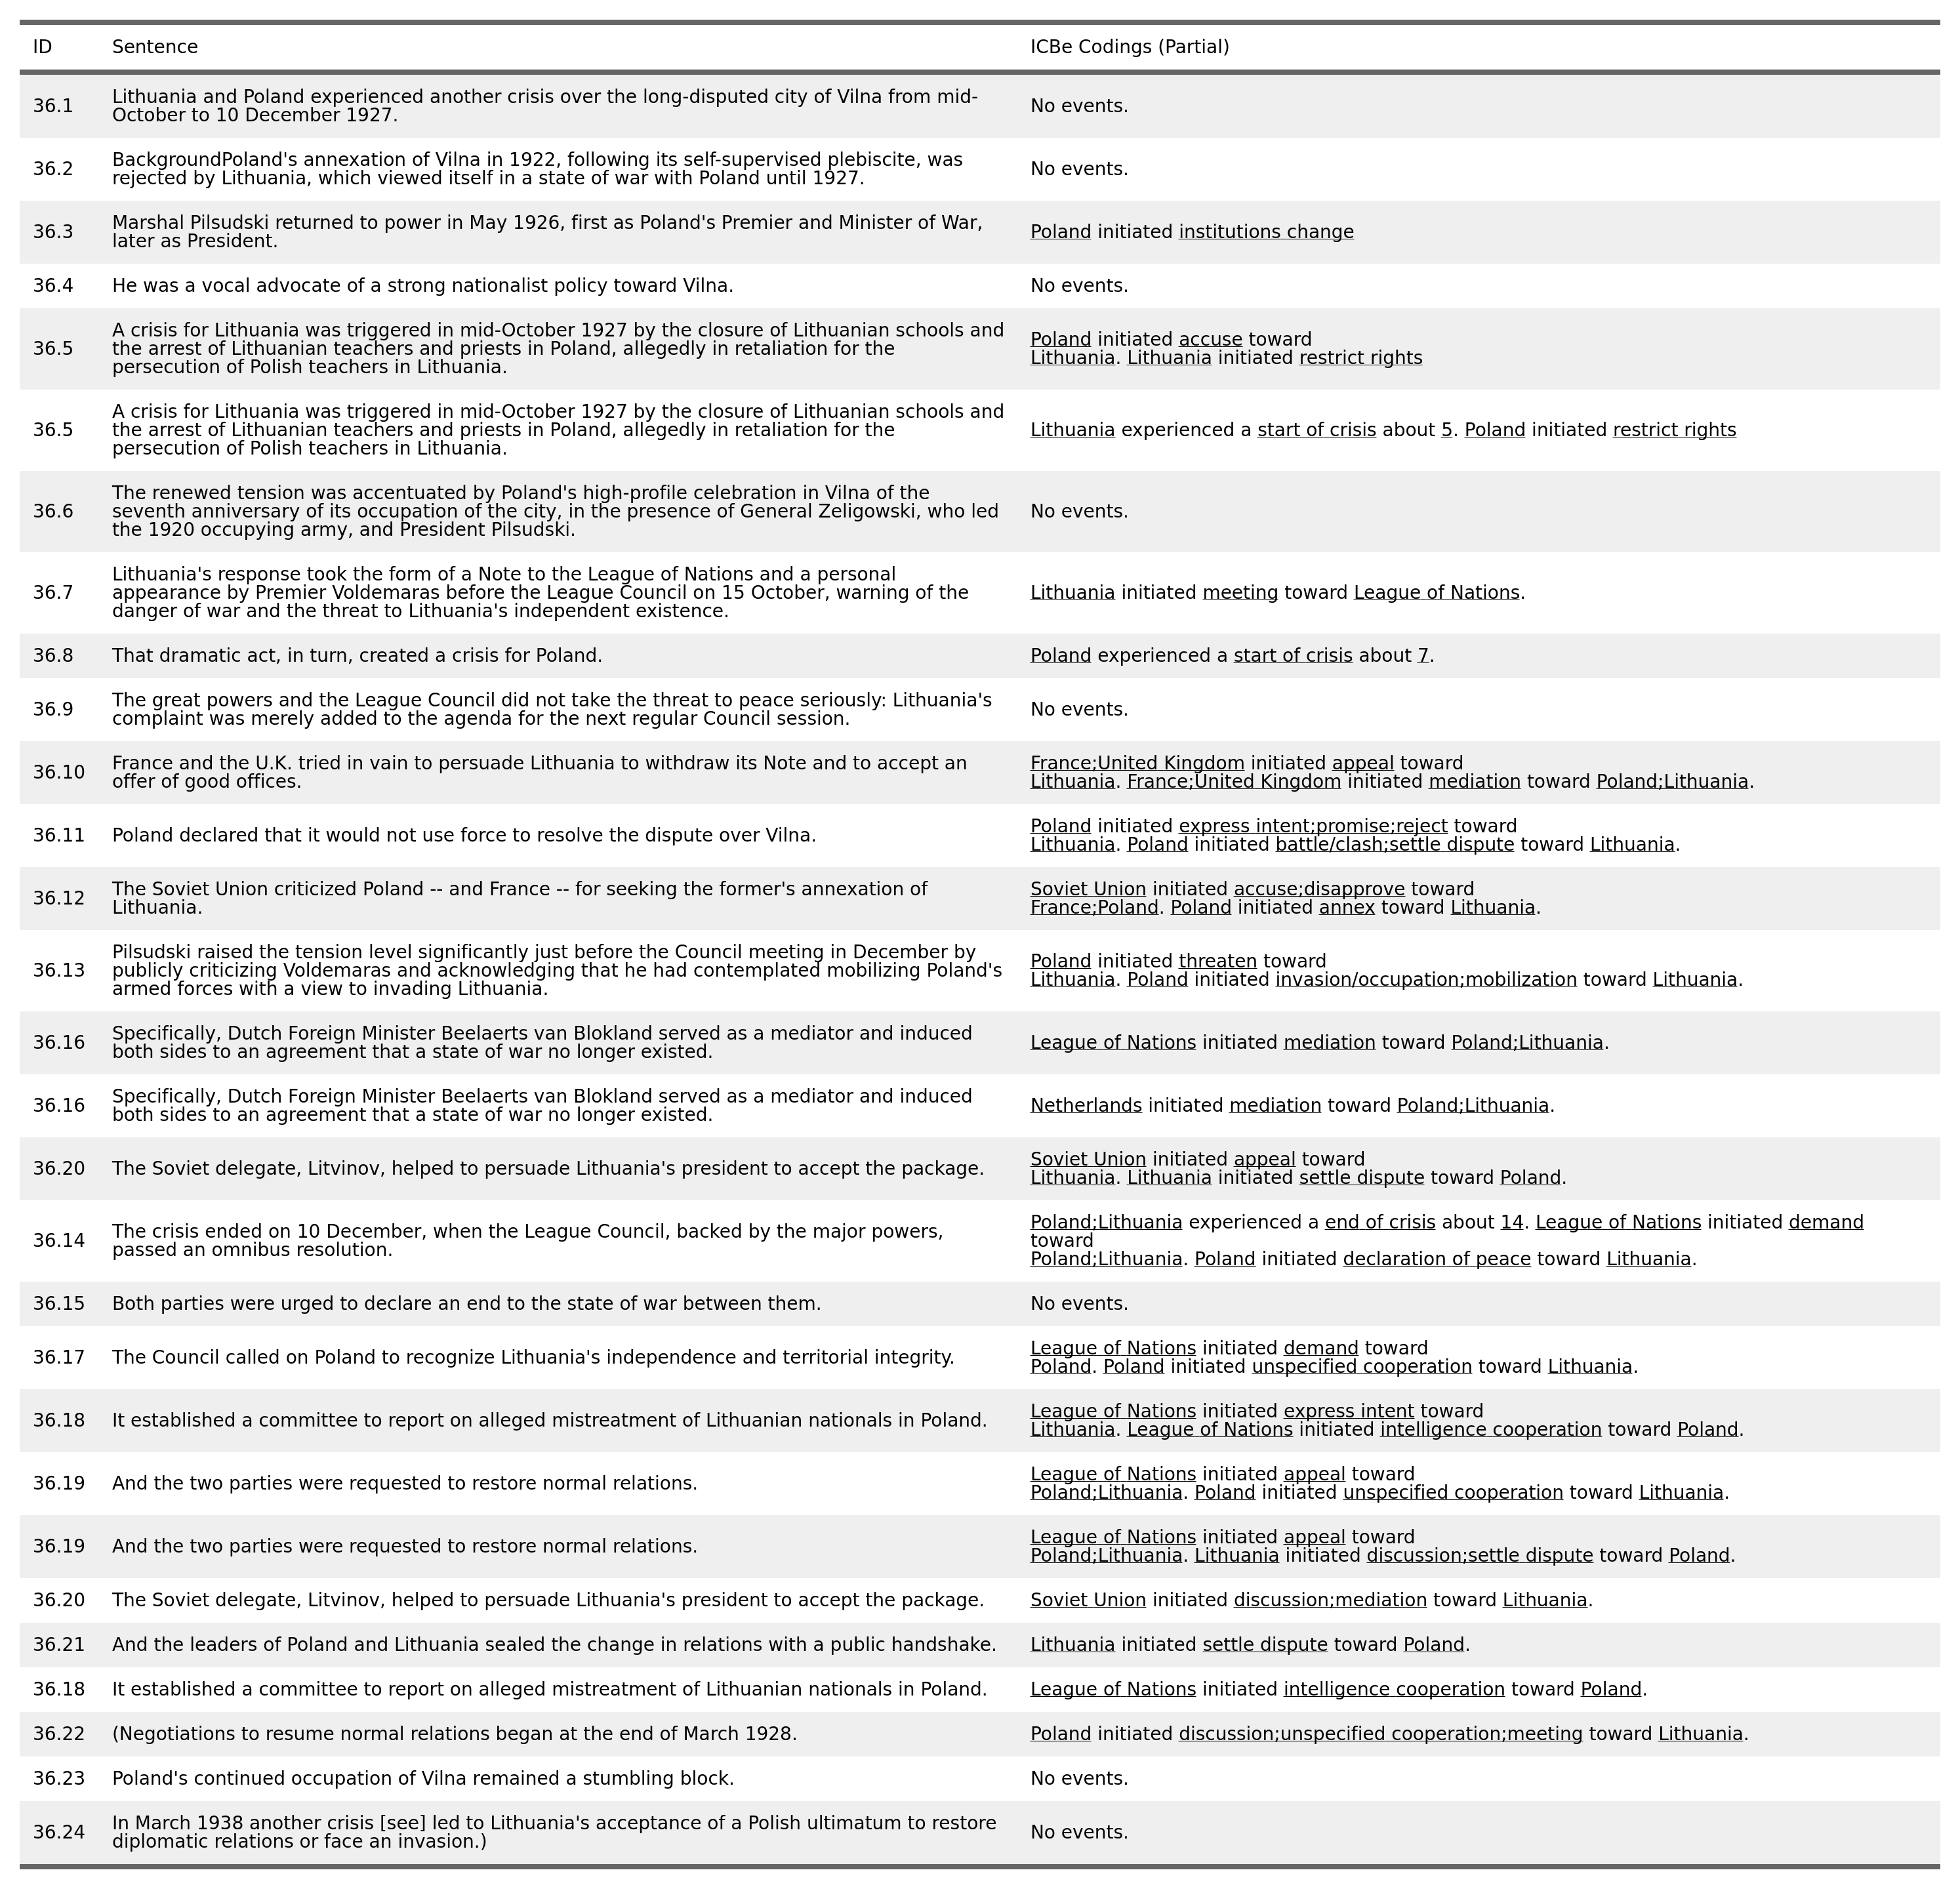 ID Sentence ICBe Codings (Partial)
36.1 Lithuania and Poland experienced another crisis over the long-disputed city of Vilna from mid-
October to 10 December 1927. No events.
36.2 BackgroundPoland's annexation of Vilna in 1922, following its self-supervised plebiscite, was
rejected by Lithuania, which viewed itself in a state of war with Poland until 1927. No events.
36.3 Marshal Pilsudski returned to power in May 1926, first as Poland's Premier and Minister of War,
later as President. Poland initiated institutions change
36.4 He was a vocal advocate of a strong nationalist policy toward Vilna. No events.
36.5 A crisis for Lithuania was triggered in mid-October 1927 by the closure of Lithuanian schools and
the arrest of Lithuanian teachers and priests in Poland, allegedly in retaliation for the
persecution of Polish teachers in Lithuania.
Poland initiated accuse toward
Lithuania. Lithuania initiated restrict rights
36.5 A crisis for Lithuania was triggered in mid-October 1927 by the closure of Lithuanian schools and
the arrest of Lithuanian teachers and priests in Poland, allegedly in retaliation for the
persecution of Polish teachers in Lithuania.
Lithuania experienced a start of crisis about 5. Poland initiated restrict rights
36.6 The renewed tension was accentuated by Poland's high-profile celebration in Vilna of the
seventh anniversary of its occupation of the city, in the presence of General Zeligowski, who led
the 1920 occupying army, and President Pilsudski.
No events.
36.7 Lithuania's response took the form of a Note to the League of Nations and a personal
appearance by Premier Voldemaras before the League Council on 15 October, warning of the
danger of war and the threat to Lithuania's independent existence.
Lithuania initiated meeting toward League of Nations.
36.8 That dramatic act, in turn, created a crisis for Poland. Poland experienced a start of crisis about 7.
36.9 The great powers and the League Council did not take the threat to peace seriously: Lithuania's
complaint was merely added to the agenda for the next regular Council session. No events.
36.10 France and the U.K. tried in vain to persuade Lithuania to withdraw its Note and to accept an
offer of good offices.
France;United Kingdom initiated appeal toward
Lithuania. France;United Kingdom initiated mediation toward Poland;Lithuania.
36.11 Poland declared that it would not use force to resolve the dispute over Vilna.
Poland initiated express intent;promise;reject toward
Lithuania. Poland initiated battle/clash;settle dispute toward Lithuania.
36.12 The Soviet Union criticized Poland -- and France -- for seeking the former's annexation of
Lithuania.
Soviet Union initiated accuse;disapprove toward
France;Poland. Poland initiated annex toward Lithuania.
36.13 Pilsudski raised the tension level significantly just before the Council meeting in December by
publicly criticizing Voldemaras and acknowledging that he had contemplated mobilizing Poland's
armed forces with a view to invading Lithuania.
Poland initiated threaten toward
Lithuania. Poland initiated invasion/occupation;mobilization toward Lithuania.
36.16 Specifically, Dutch Foreign Minister Beelaerts van Blokland served as a mediator and induced
both sides to an agreement that a state of war no longer existed.
League of Nations initiated mediation toward Poland;Lithuania.
36.16 Specifically, Dutch Foreign Minister Beelaerts van Blokland served as a mediator and induced
both sides to an agreement that a state of war no longer existed.
Netherlands initiated mediation toward Poland;Lithuania.
36.20 The Soviet delegate, Litvinov, helped to persuade Lithuania's president to accept the package.
Soviet Union initiated appeal toward
Lithuania. Lithuania initiated settle dispute toward Poland.
36.14 The crisis ended on 10 December, when the League Council, backed by the major powers,
passed an omnibus resolution.
Poland;Lithuania experienced a end of crisis about 14. League of Nations initiated demand
toward
Poland;Lithuania. Poland initiated declaration of peace toward Lithuania.
36.15 Both parties were urged to declare an end to the state of war between them. No events.
36.17 The Council called on Poland to recognize Lithuania's independence and territorial integrity.
League of Nations initiated demand toward
Poland. Poland initiated unspecified cooperation toward Lithuania.
36.18 It established a committee to report on alleged mistreatment of Lithuanian nationals in Poland.
League of Nations initiated express intent toward
Lithuania. League of Nations initiated intelligence cooperation toward Poland.
36.19 And the two parties were requested to restore normal relations.
League of Nations initiated appeal toward
Poland;Lithuania. Poland initiated unspecified cooperation toward Lithuania.
36.19 And the two parties were requested to restore normal relations.
League of Nations initiated appeal toward
Poland;Lithuania. Lithuania initiated discussion;settle dispute toward Poland.
36.20 The Soviet delegate, Litvinov, helped to persuade Lithuania's president to accept the package. Soviet Union initiated discussion;mediation toward Lithuania.
36.21 And the leaders of Poland and Lithuania sealed the change in relations with a public handshake. Lithuania initiated settle dispute toward Poland.
36.18 It established a committee to report on alleged mistreatment of Lithuanian nationals in Poland. League of Nations initiated intelligence cooperation toward Poland.
36.22 (Negotiations to resume normal relations began at the end of March 1928. Poland initiated discussion;unspecified cooperation;meeting toward Lithuania.
36.23 Poland's continued occupation of Vilna remained a stumbling block. No events.
36.24 In March 1938 another crisis [see] led to Lithuania's acceptance of a Polish ultimatum to restore
diplomatic relations or face an invasion.) No events.